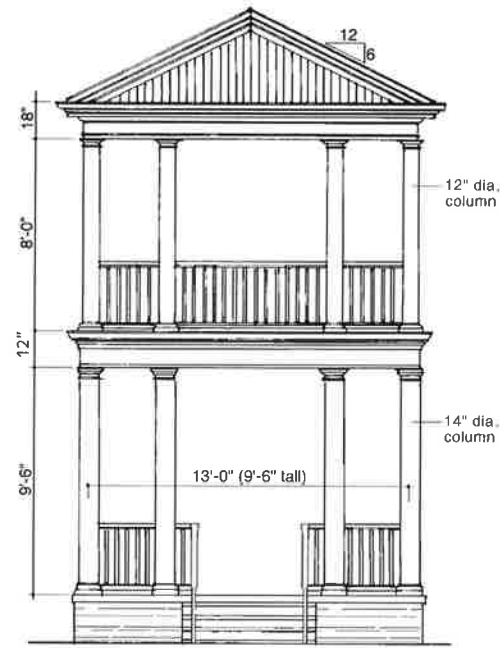 12
6
18"
12" dia.
column
8'-0"
12"
14" dia.
column
13'-0" (9'-6" tall)
9'-6"